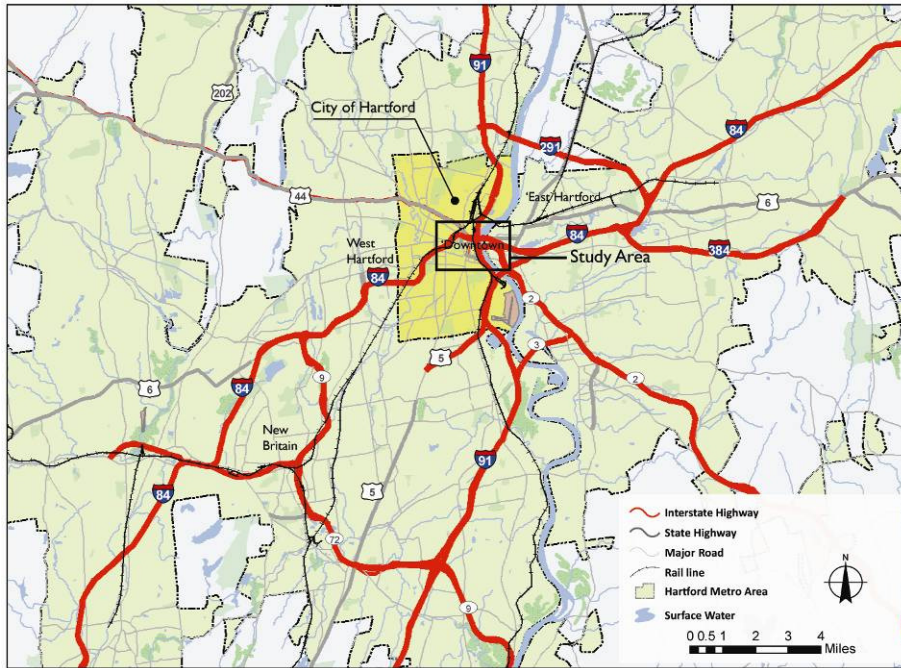 91
202
City of Hartford
84
291
44
East Hartford
6
West
Hartford
Downtown
84
384
Study Area
84
2
3
5
2
9
84
6
New
Britain
91
5
84
72
9
Interstate Highway
State Highway
Major Road
Rail line
Hartford Metro Area
Surface Water
N
0 0.5 1 2 3 4
Miles